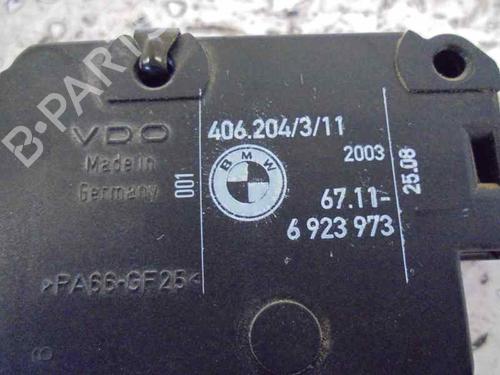 B-PARTS
VDO
Made in
Germany
>PA66-GF25<
001
406.204/3/11
BMW
2003
67.11-
6 923 973
25.08
8